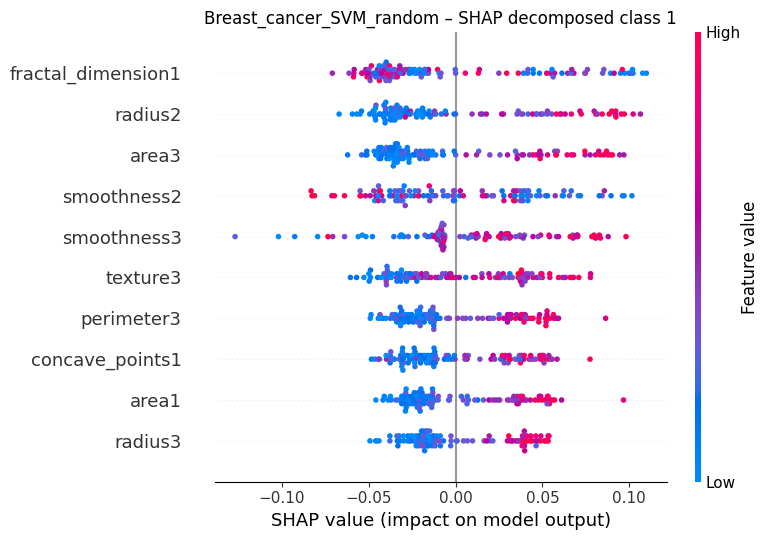 Breast_cancer_SVM_random – SHAP decomposed class 1
High
fractal_dimension1
radius2
area3
smoothness2
smoothness3
texture3
perimeter3
concave_points1
area1
radius3
Feature value
Low
−0.10 −0.05 0.00 0.05 0.10
SHAP value (impact on model output)